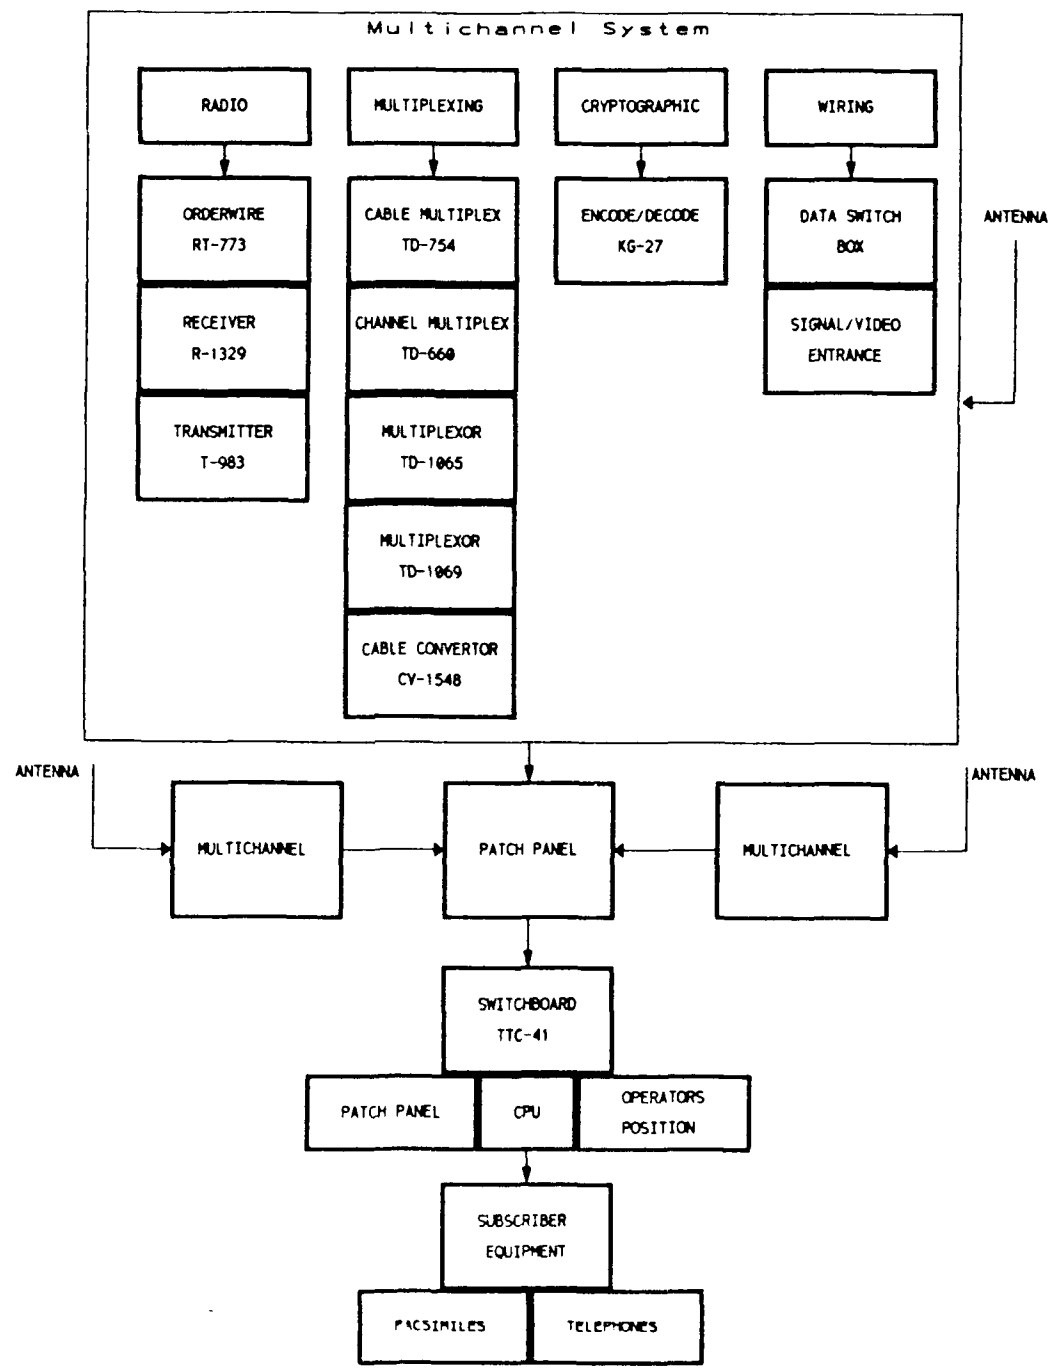 Multichannel System
RADIO
MULTIPLEXING
CRYPTOGRAPHIC
WIRING
ORDERWIRE
RT-773
RECEIVER
R-1329
TRANSMITTER
T-983
CABLE MULTIPLEX
TD-754
CHANNEL MULTIPLEX
TD-660
MULTIPLEXOR
TD-1065
MULTIPLEXOR
TD-1069
CABLE CONVERTOR
CV-1548
ENCODE/DECODE
KG-27
DATA SWITCH
BOX
SIGNAL/VIDEO
ENTRANCE
ANTENNA
ANTENNA
MULTICHANNEL
PATCH PANEL
MULTICHANNEL
ANTENNA
SWITCHBOARD
TTC-41
PATCH PANEL
CPU
OPERATORS
POSITION
SUBSCRIBER
EQUIPMENT
FACSIMILES
TELEPHONES